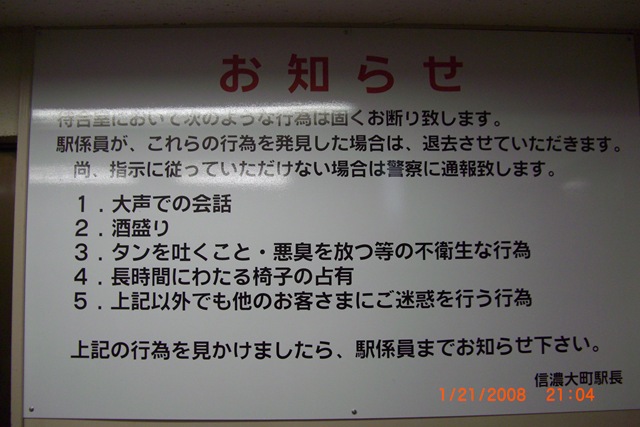 お知らせ
待合室において次のような行為は固くお断り致します。
駅係員が、これらの行為を発見した場合は、退去させていただきます。
尚、指示に従っていただけない場合は警察に通報致します。
1．大声での会話
2．酒盛り
3．タンを吐くこと・悪臭を放つ等の不衛生な行為
4．長時間にわたる椅子の占有
5．上記以外でも他のお客さまにご迷惑を行う行為
上記の行為を見かけましたら、駅係員までお知らせ下さい。
信濃大町駅長
1/21/2008 21:04